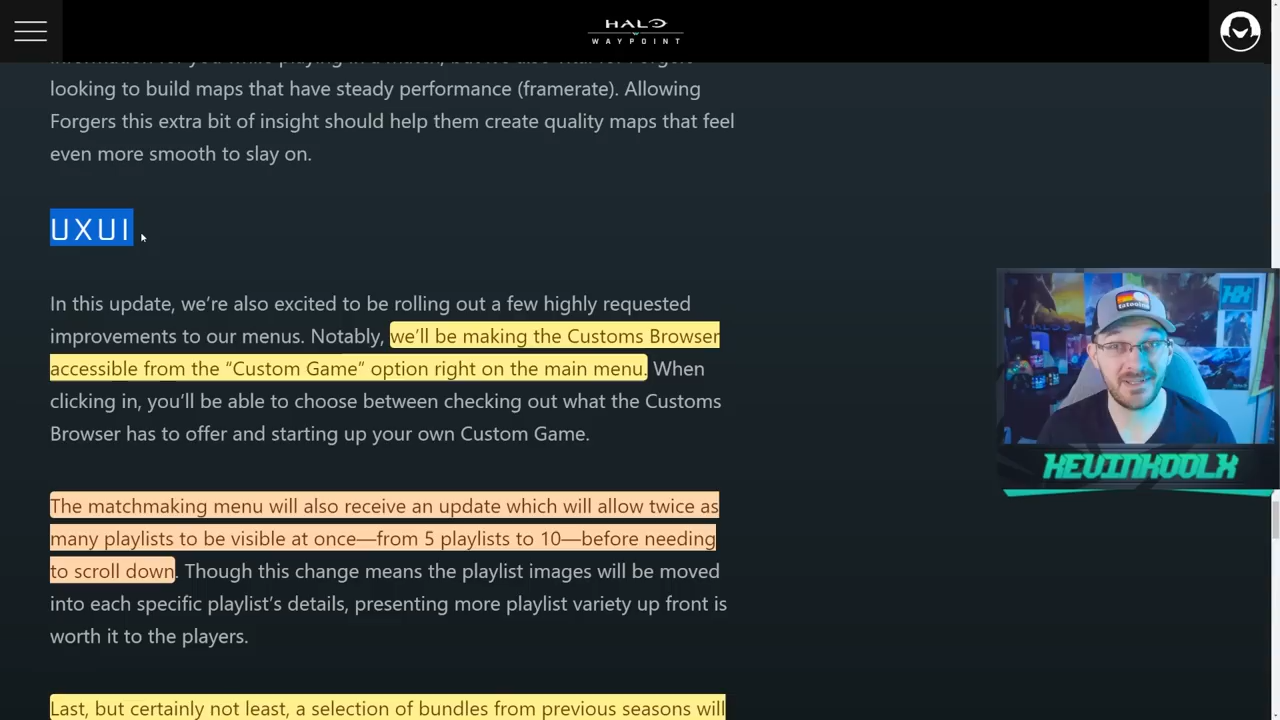 HALO
WAYPOINT
looking to build maps that have steady performance (framerate). Allowing
Forgers this extra bit of insight should help them create quality maps that feel
even more smooth to slay on.
UXUI
In this update, we’re also excited to be rolling out a few highly requested
improvements to our menus. Notably, we’ll be making the Customs Browser
accessible from the “Custom Game” option right on the main menu. When
clicking in, you’ll be able to choose between checking out what the Customs
Browser has to offer and starting up your own Custom Game.
The matchmaking menu will also receive an update which will allow twice as
many playlists to be visible at once—from 5 playlists to 10—before needing
to scroll down. Though this change means the playlist images will be moved
into each specific playlist’s details, presenting more playlist variety up front is
worth it to the players.
Last, but certainly not least, a selection of bundles from previous seasons will
KEVINKOOLX